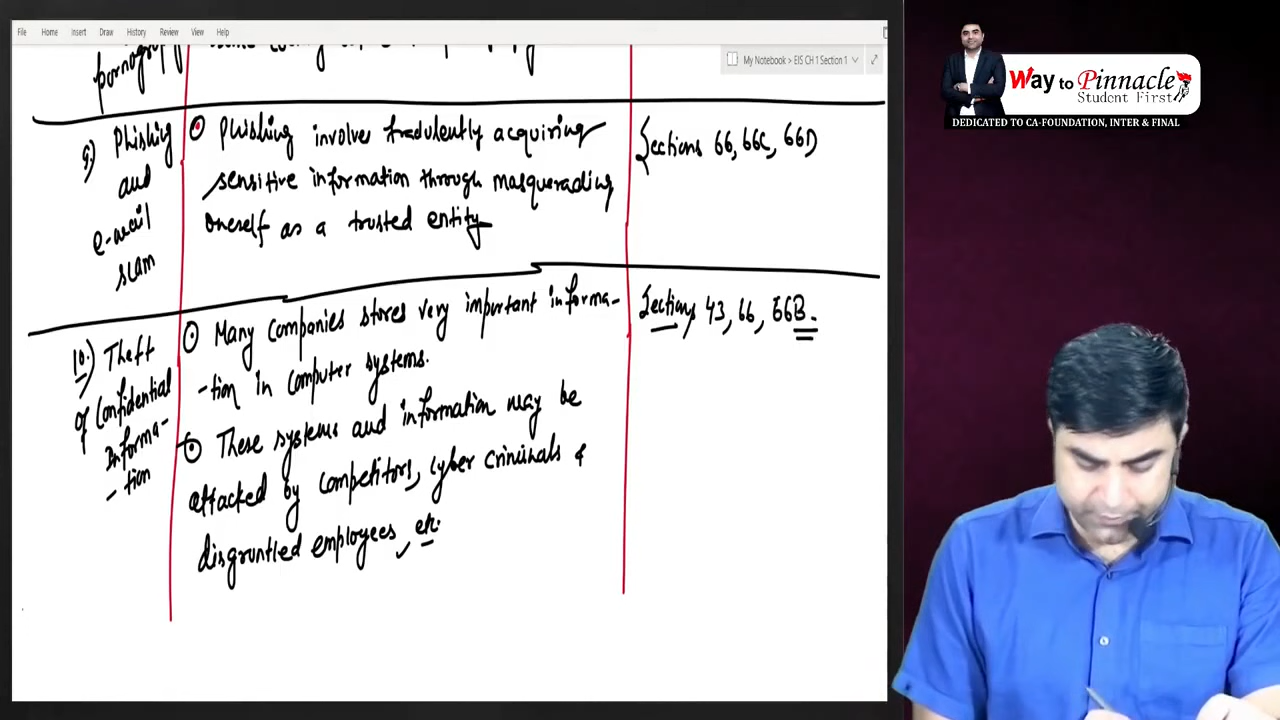 File Home Insert Draw History Review View Help
My Notebook > EIS CH 1 Section 1
Way to Pinnacle
Student First
DEDICATED TO CA-FOUNDATION, INTER & FINAL
pornography
9.) Phishing
and
e-mail
scam
Phishing involve fradulently acquiring
sensitive information through masquerading
oneself as a trusted entity
Sections 66, 66C, 66D
10.) Theft
of Confidential
Informa-
-tion
Many Companies stores very important informa-
-tion in Computer systems.
These systems and information may be
attacked by Competitors, Cyber Criminals &
disgruntled employees, etc.
Sections 43, 66, 66B.